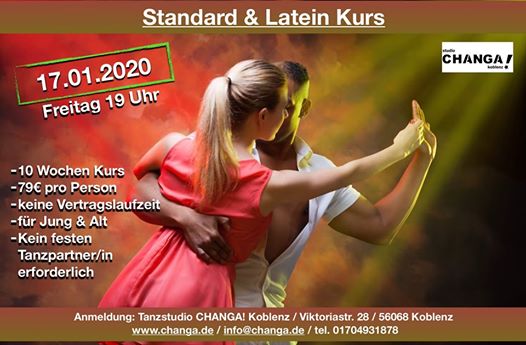 Standard & Latein Kurs
studio
CHANGA!
koblenz
17.01.2020
Freitag 19 Uhr
-10 Wochen Kurs
-79€ pro Person
-keine Vertragslaufzeit
-für Jung & Alt
-Kein festen
Tanzpartner/in
erforderlich
Anmeldung: Tanzstudio CHANGA! Koblenz / Viktoriastr. 28 / 56068 Koblenz
www.changa.de / info@changa.de / tel. 01704931878